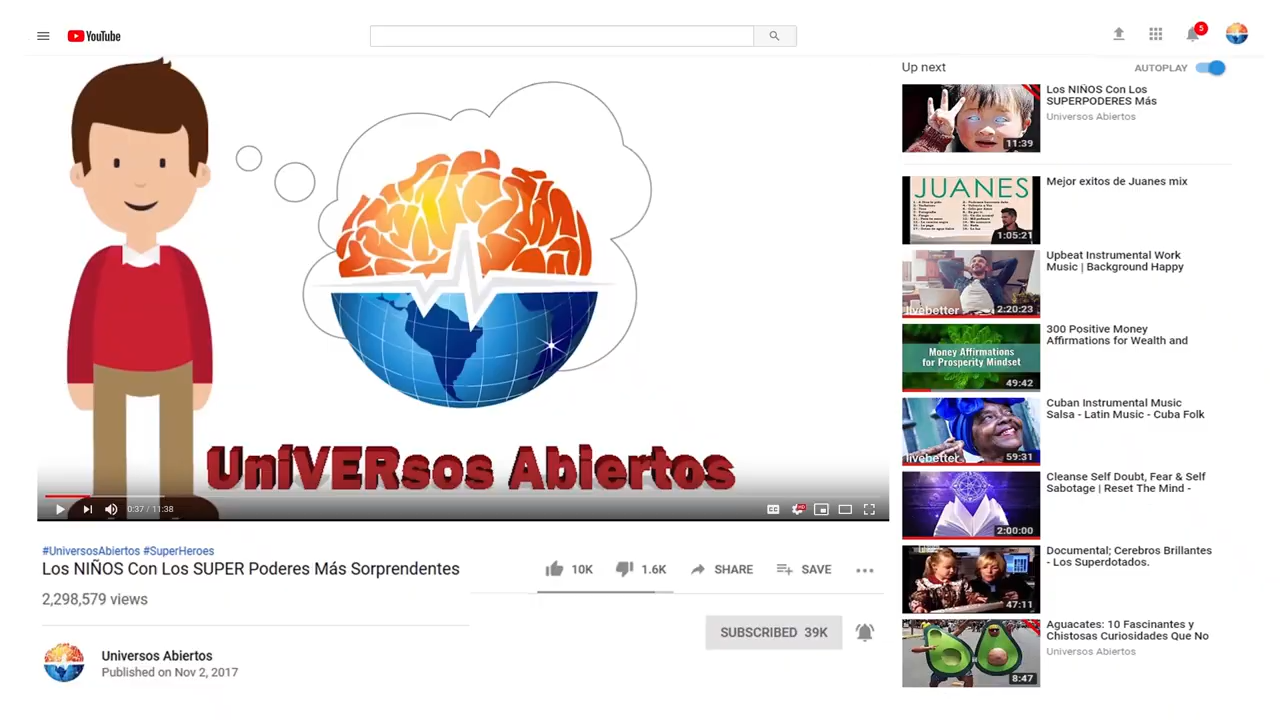 YouTube
5
Up next
AUTOPLAY
Los NIÑOS Con Los
SUPERPODERES Más
Universos Abiertos
11:39
JUANES
1:05:21
Mejor exitos de Juanes mix
Upbeat Instrumental Work
Music | Background Happy
livebetter
2:20:23
300 Positive Money
Affirmations for Wealth and
Money Affirmations
for Prosperity Mindset
49:42
Cuban Instrumental Music
Salsa - Latin Music - Cuba Folk
livebetter
59:31
Cleanse Self Doubt, Fear & Self
Sabotage | Reset The Mind -
2:00:00
Documental; Cerebros Brillantes
- Los Superdotados.
47:11
Aguacates: 10 Fascinantes y
Chistosas Curiosidades Que No
Universos Abiertos
8:47
UniVERsos Abiertos
0:37 / 11:38
CC
HD
#UniversosAbiertos #SuperHeroes
Los NIÑOS Con Los SUPER Poderes Más Sorprendentes
10K
1.6K
SHARE
SAVE
2,298,579 views
SUBSCRIBED 39K
Universos Abiertos
Published on Nov 2, 2017